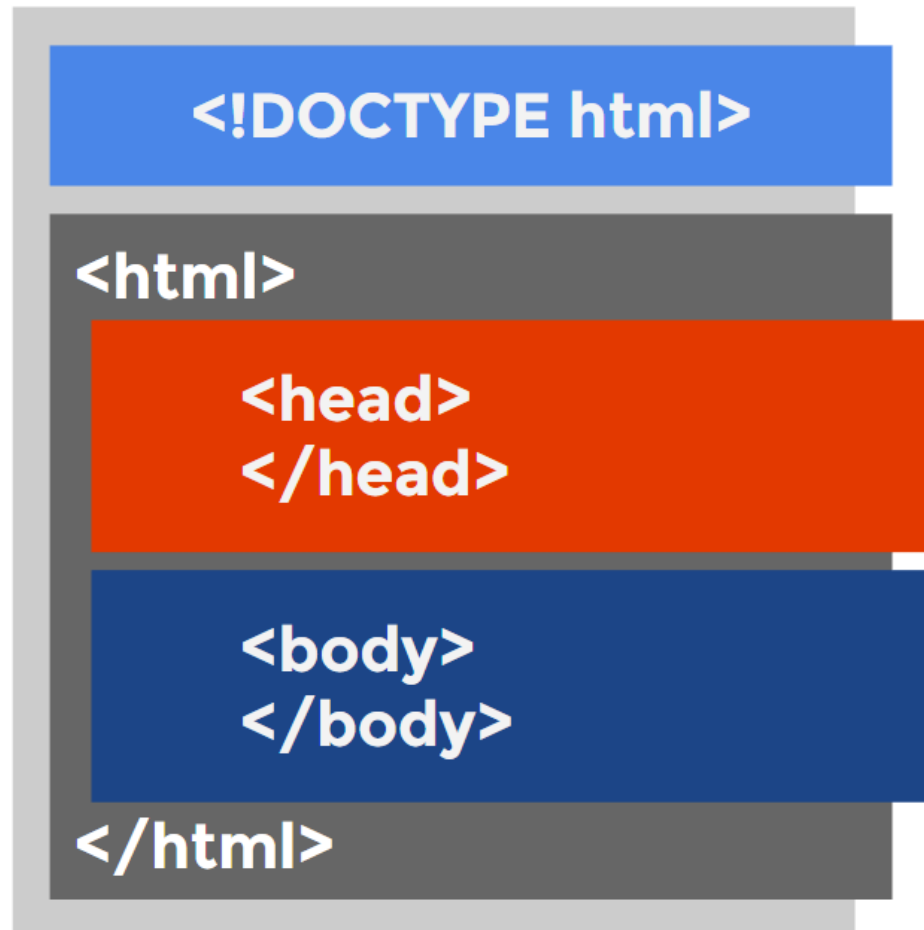 <!DOCTYPE html>
<html>
<head>
</head>
<body>
</body>
</html>